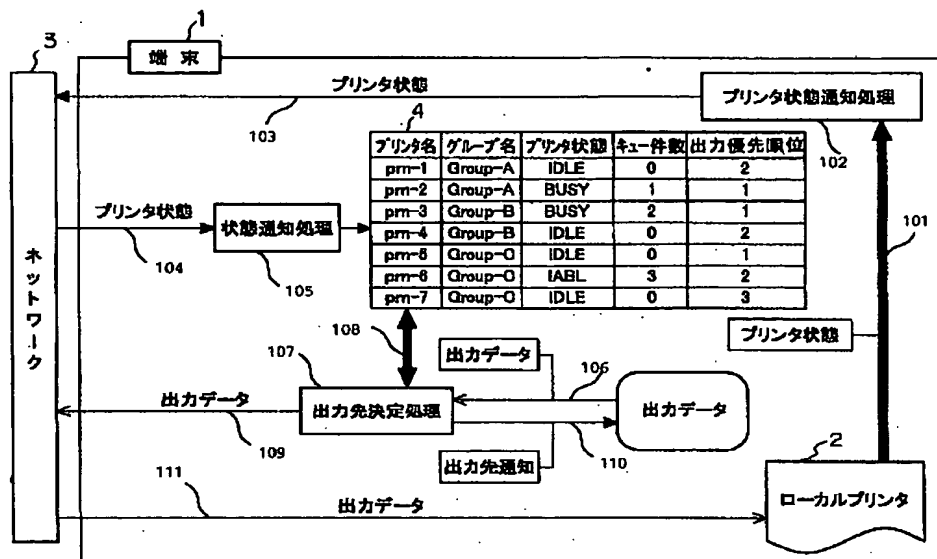 3
1
端 末
プリンタ状態
103
プリンタ状態通知処理
102
4
プリンタ名 グループ名 プリンタ状態 キュー件数 出力優先順位
prn-1 Group-A IDLE 0 2
prn-2 Group-A BUSY 1 1
prn-3 Group-B BUSY 2 1
prn-4 Group-B IDLE 0 2
prn-5 Group-C IDLE 0 1
prn-6 Group-C IABL 3 2
prn-7 Group-C IDLE 0 3
プリンタ状態
104
状態通知処理
105
101
ネットワーク
プリンタ状態
108
107
出力データ
106
出力データ
109
出力先決定処理
出力データ
110
出力先通知
2
111
出力データ
ローカルプリンタ